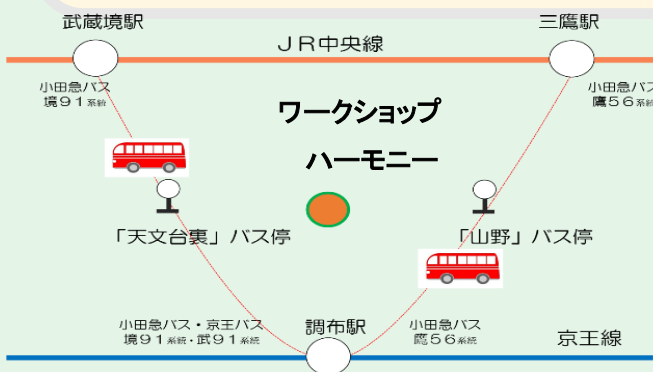 武蔵境駅
三鷹駅
JR中央線
小田急バス
境91系統
小田急バス
鷹56系統
ワークショップ
ハーモニー
「天文台裏」バス停
「山野」バス停
小田急バス・京王バス
境91系統・武91系統
調布駅
小田急バス
鷹56系統
京王線